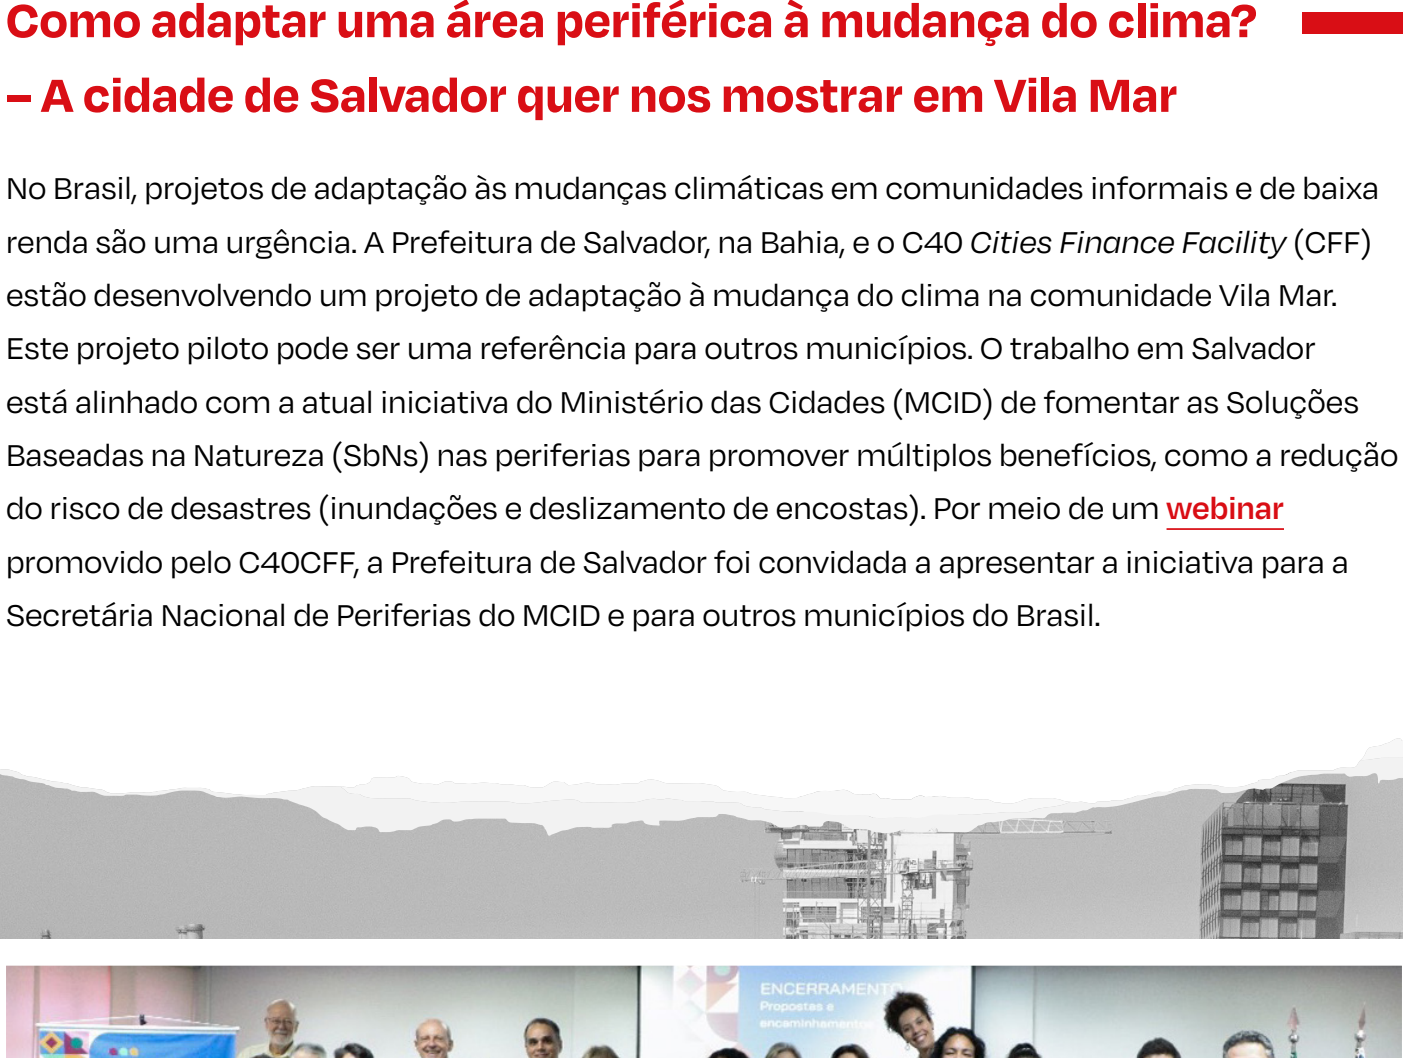 Como adaptar uma área periférica à mudança do clima?
– A cidade de Salvador quer nos mostrar em Vila Mar
No Brasil, projetos de adaptação às mudanças climáticas em comunidades informais e de baixa
renda são uma urgência. A Prefeitura de Salvador, na Bahia, e o C40 Cities Finance Facility (CFF)
estão desenvolvendo um projeto de adaptação à mudança do clima na comunidade Vila Mar.
Este projeto piloto pode ser uma referência para outros municípios. O trabalho em Salvador
está alinhado com a atual iniciativa do Ministério das Cidades (MCID) de fomentar as Soluções
Baseadas na Natureza (SbNs) nas periferias para promover múltiplos benefícios, como a redução
do risco de desastres (inundações e deslizamento de encostas). Por meio de um webinar
promovido pelo C40CFF, a Prefeitura de Salvador foi convidada a apresentar a iniciativa para a
Secretária Nacional de Periferias do MCID e para outros municípios do Brasil.
ENCERRAMENTO
Propostas e
encaminhamentos